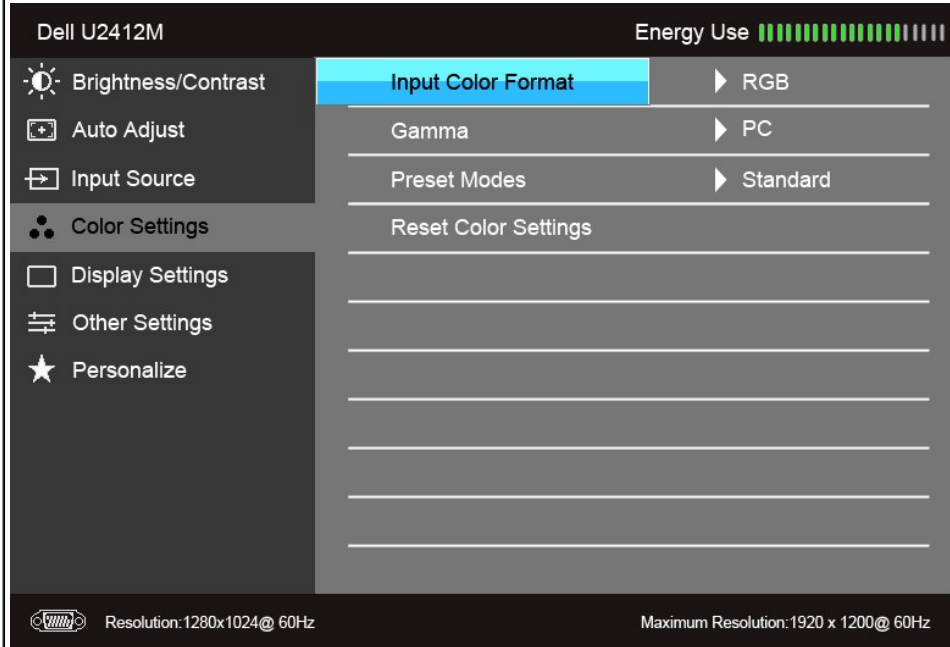 Dell U2412M Energy Use
Brightness/Contrast Input Color Format RGB
Auto Adjust Gamma PC
Input Source Preset Modes Standard
Color Settings Reset Color Settings
Display Settings
Other Settings
Personalize
Resolution:1280x1024@ 60Hz Maximum Resolution:1920 x 1200@ 60Hz